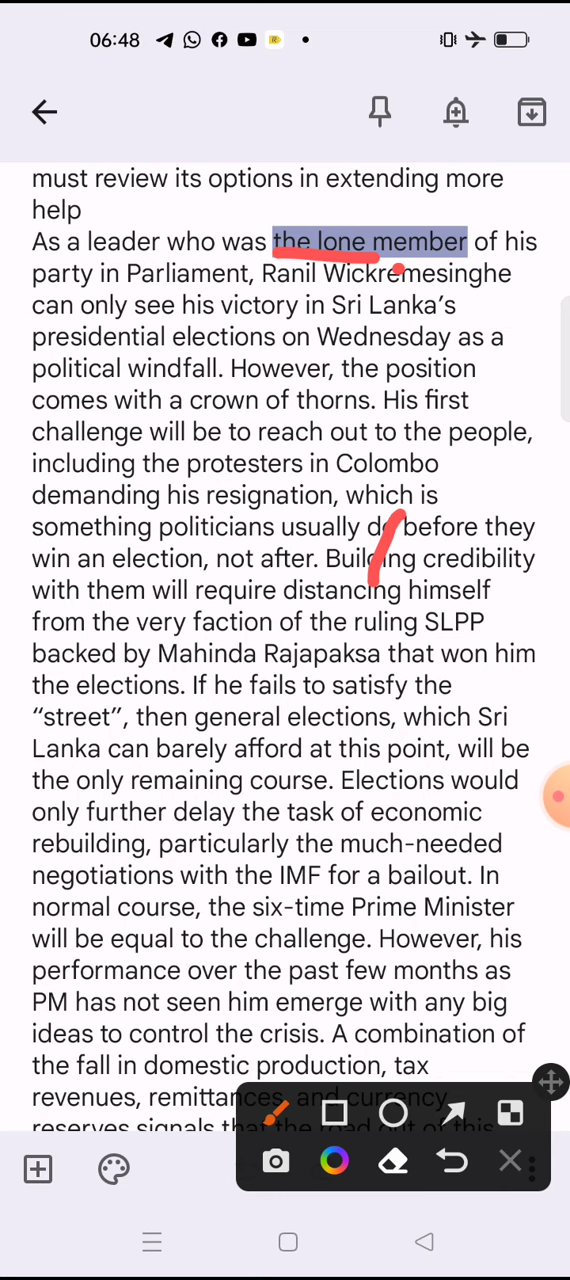 06:48
must review its options in extending more
help
As a leader who was the lone member of his
party in Parliament, Ranil Wickremesinghe
can only see his victory in Sri Lanka's
presidential elections on Wednesday as a
political windfall. However, the position
comes with a crown of thorns. His first
challenge will be to reach out to the people,
including the protesters in Colombo
demanding his resignation, which is
something politicians usually do before they
win an election, not after. Building credibility
with them will require distancing himself
from the very faction of the ruling SLPP
backed by Mahinda Rajapaksa that won him
the elections. If he fails to satisfy the
“street”, then general elections, which Sri
Lanka can barely afford at this point, will be
the only remaining course. Elections would
only further delay the task of economic
rebuilding, particularly the much-needed
negotiations with the IMF for a bailout. In
normal course, the six-time Prime Minister
will be equal to the challenge. However, his
performance over the past few months as
PM has not seen him emerge with any big
ideas to control the crisis. A combination of
the fall in domestic production, tax
revenues, remittances, and currency
reserves signals that the road out of this